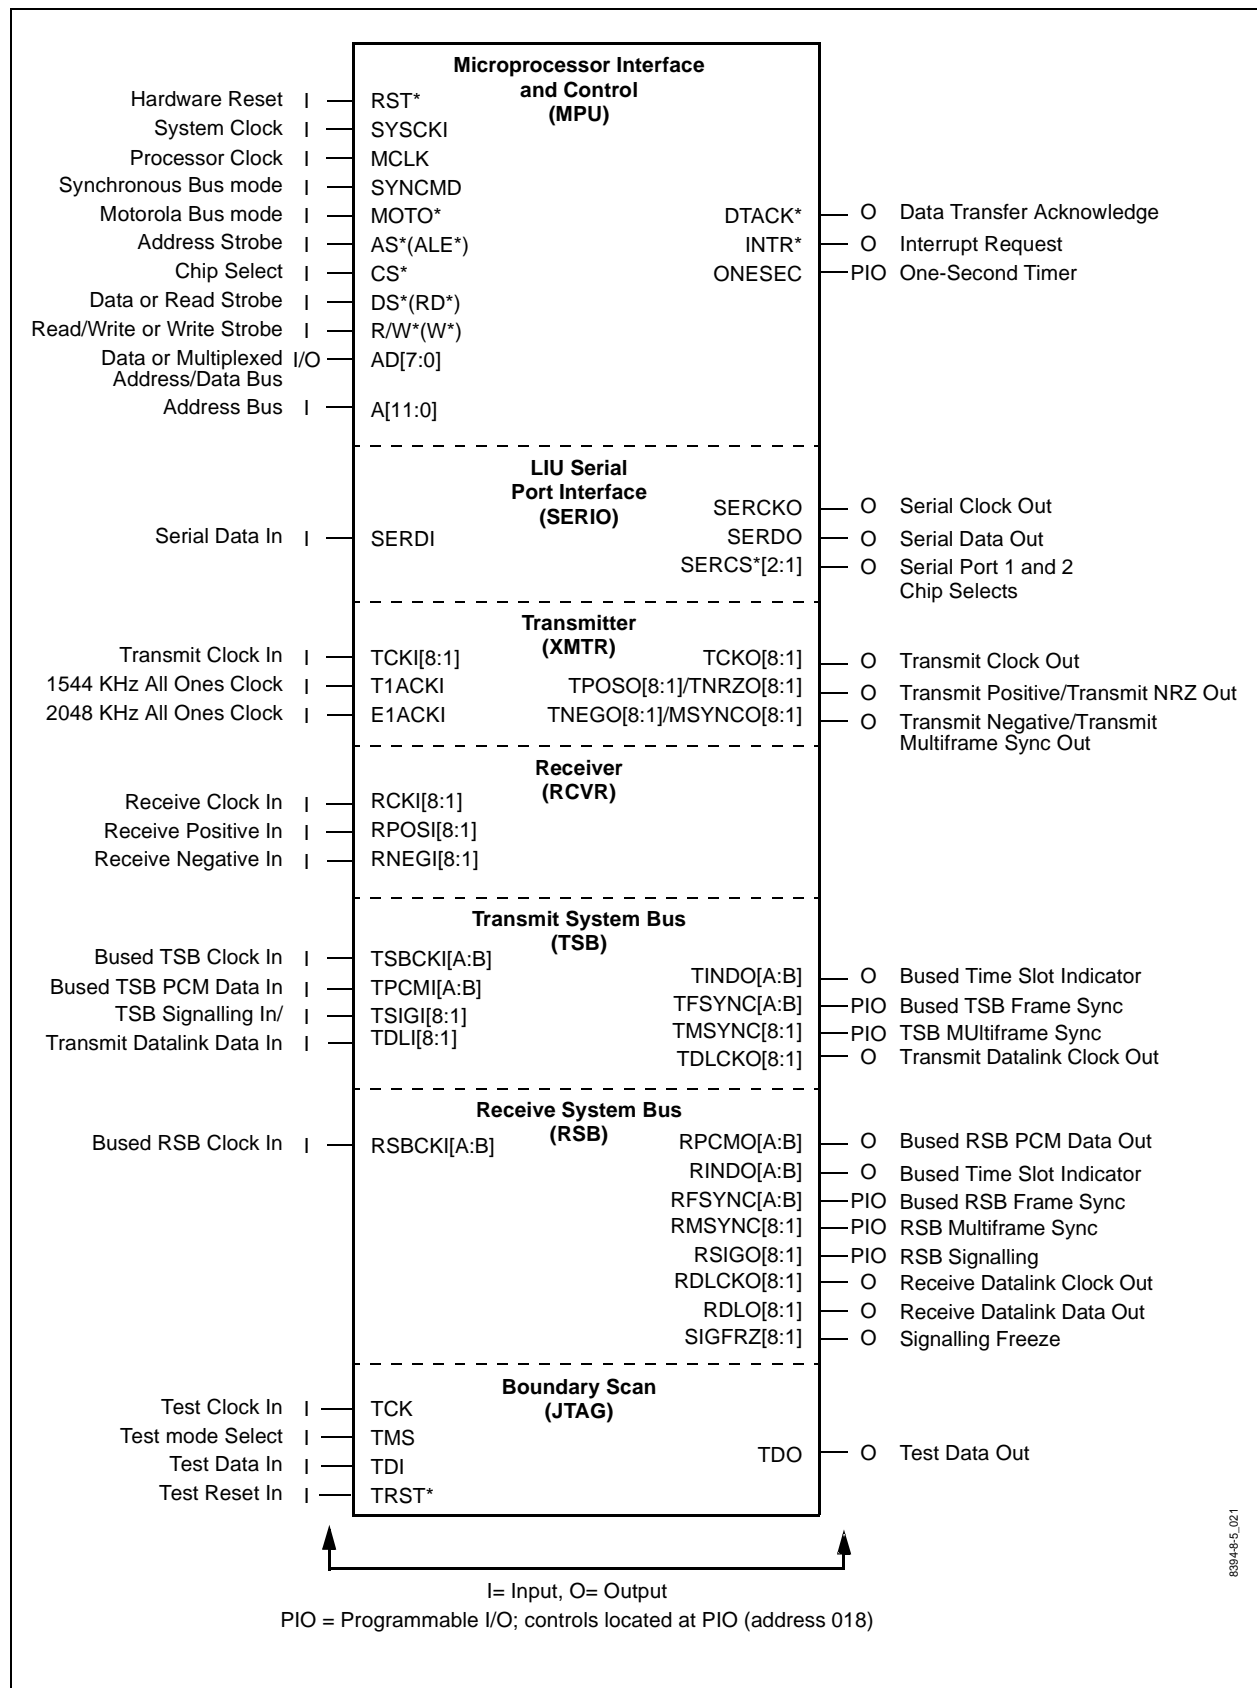 Microprocessor Interface
and Control
(MPU)
Hardware Reset I RST*
System Clock I SYSCKI
Processor Clock I MCLK
Synchronous Bus mode I SYNCMD
Motorola Bus mode I MOTO* DTACK* O Data Transfer Acknowledge
Address Strobe I AS*(ALE*) INTR* O Interrupt Request
Chip Select I CS* ONESEC PIO One-Second Timer
Data or Read Strobe I DS*(RD*)
Read/Write or Write Strobe I R/W*(W*)
Data or Multiplexed I/O AD[7:0]
Address/Data Bus
Address Bus I A[11:0]
LIU Serial
Port Interface
(SERIO)
SERCKO O Serial Clock Out
Serial Data In I SERDI SERDO O Serial Data Out
SERCS*[2:1] O Serial Port 1 and 2
Chip Selects
Transmitter
(XMTR)
Transmit Clock In I TCKI[8:1] TCKO[8:1] O Transmit Clock Out
1544 KHz All Ones Clock I T1ACKI TPOSO[8:1]/TNRZO[8:1] O Transmit Positive/Transmit NRZ Out
2048 KHz All Ones Clock I E1ACKI TNEGO[8:1]/MSYNCO[8:1] O Transmit Negative/Transmit
Multiframe Sync Out
Receiver
(RCVR)
Receive Clock In I RCKI[8:1]
Receive Positive In I RPOSI[8:1]
Receive Negative In I RNEGI[8:1]
Transmit System Bus
(TSB)
Bused TSB Clock In I TSBCKI[A:B] TINDO[A:B] O Bused Time Slot Indicator
Bused TSB PCM Data In I TPCMI[A:B] TFSYNC[A:B] PIO Bused TSB Frame Sync
TSB Signalling In/ I TSIGI[8:1] TMSYNC[8:1] PIO TSB MUltiframe Sync
Transmit Datalink Data In I TDLI[8:1] TDLCKO[8:1] O Transmit Datalink Clock Out
Receive System Bus
(RSB)
Bused RSB Clock In I RSBCKI[A:B] RPCMO[A:B] O Bused RSB PCM Data Out
RINDO[A:B] O Bused Time Slot Indicator
RFSYNC[A:B] PIO Bused RSB Frame Sync
RMSYNC[8:1] PIO RSB Multiframe Sync
RSIGO[8:1] PIO RSB Signalling
RDLCKO[8:1] O Receive Datalink Clock Out
RDLO[8:1] O Receive Datalink Data Out
SIGFRZ[8:1] O Signalling Freeze
Boundary Scan
(JTAG)
Test Clock In I TCK
Test mode Select I TMS TDO O Test Data Out
Test Data In I TDI
Test Reset In I TRST*
I= Input, O= Output
PIO = Programmable I/O; controls located at PIO (address 018)
8394-8-5_021